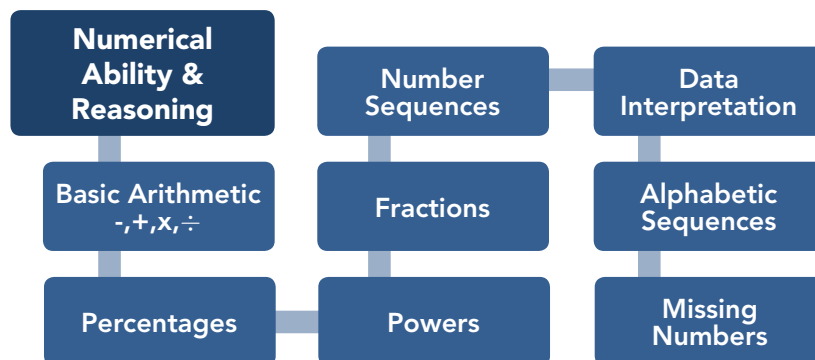 Numerical
Ability &
Reasoning
Basic Arithmetic
-,+,x,÷
Percentages
Powers
Fractions
Number
Sequences
Data
Interpretation
Alphabetic
Sequences
Missing
Numbers